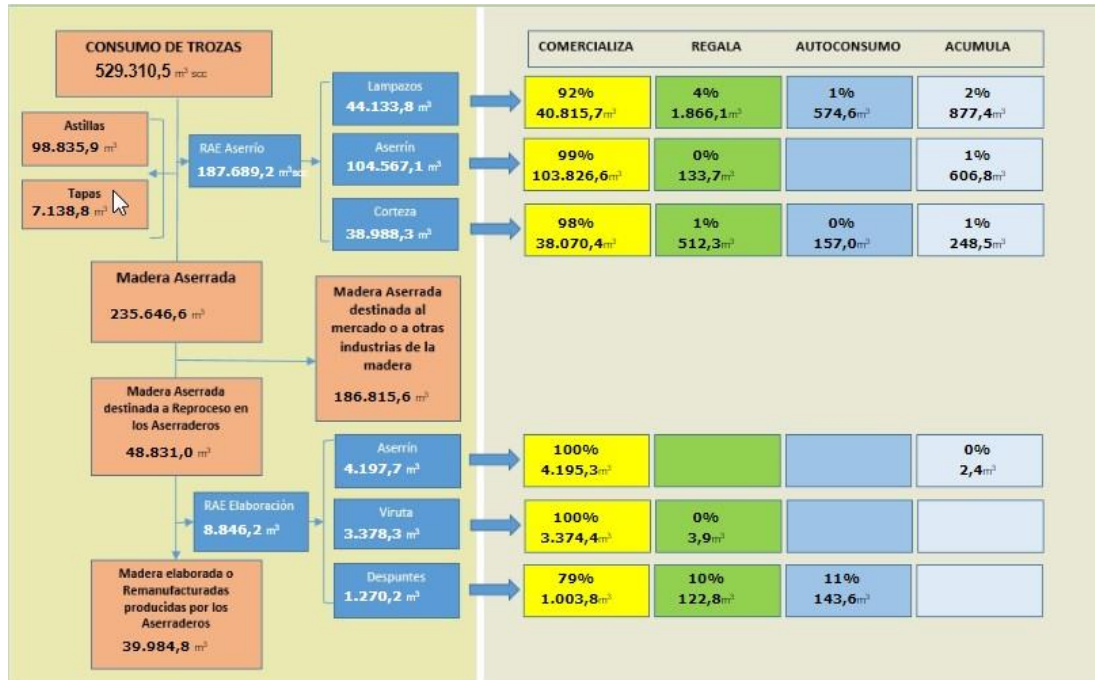 CONSUMO DE TROZAS
529.310,5 m³ scc
COMERCIALIZA REGALA AUTOCONSUMO ACUMULA
Astillas
98.835,9 m³
Tapas
7.138,8 m³
RAE Aserrío
187.689,2 m³scc
Lampazos
44.133,8 m³
92% 4% 1% 2%
40.815,7m³ 1.866,1m³ 574,6m³ 877,4m³
Aserrín
104.567,1 m³
99% 0% 1%
103.826,6m³ 133,7m³ 606,8m³
Corteza
38.988,3 m³
98% 1% 0% 1%
38.070,4m³ 512,3m³ 157,0m³ 248,5m³
Madera Aserrada
235.646,6 m³
Madera Aserrada
destinada al
mercado o a otras
industrias de la
madera
186.815,6 m³
Madera Aserrada
destinada a Reproceso en
los Aserraderos
48.831,0 m³
RAE Elaboración
8.846,2 m³
Aserrín
4.197,7 m³
100% 0%
4.195,3m³ 2,4m³
Viruta
3.378,3 m³
100% 0%
3.374,4m³ 3,9m³
Despuntes
1.270,2 m³
79% 10% 11%
1.003,8m³ 122,8m³ 143,6m³
Madera elaborada o
Remanufacturadas
producidas por los
Aserraderos
39.984,8 m³